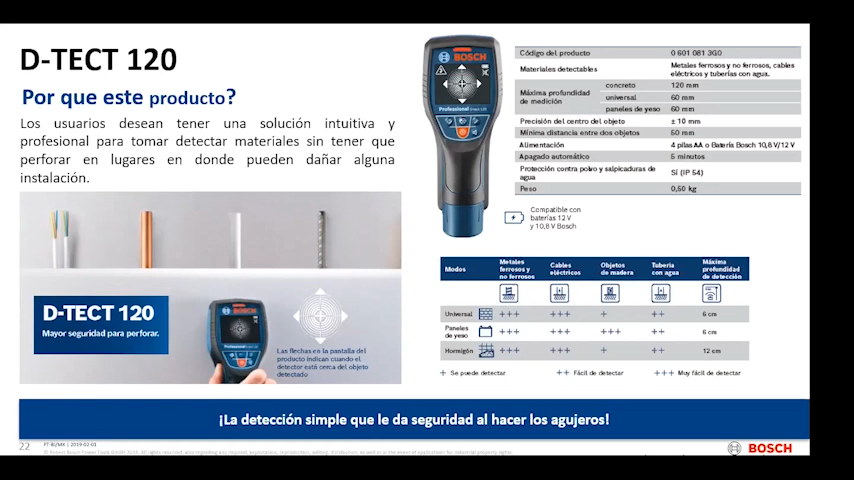 D-TECT 120
Por que este producto?
Los usuarios desean tener una solución intuitiva y
profesional para tomar detectar materiales sin tener que
perforar en lugares en donde pueden dañar alguna
instalación.
D-TECT 120
Mayor seguridad para perforar.
Las flechas en la pantalla del
producto indican cuando el
detector está cerca del objeto
detectado
BOSCH
Professional
Código del producto 0 601 081 3G0
Materiales detectables Metales ferrosos y no ferrosos, cables
eléctricos y tuberías con agua.
Máxima profundidad de medición concreto 120 mm
universal 60 mm
paneles de yeso 60 mm
Precisión del centro del objeto ± 10 mm
Mínima distancia entre dos objetos 50 mm
Alimentación 4 pilas AA o Batería Bosch 10,8 V/12 V
Apagado automático 5 minutos
Protección contra polvo y salpicaduras de
agua Sí (IP 54)
Peso 0,50 kg
Compatible con
baterías 12 V
y 10,8 V Bosch
Modos Metales ferrosos y no ferrosos Cables eléctricos Objetos de madera Tubería con agua Máxima profundidad de detección
Universal +++ +++ + ++ 6 cm
Paneles de yeso +++ +++ +++ ++ 6 cm
Hormigón +++ +++ + ++ 12 cm
+ Se puede detectar ++ Fácil de detectar +++ Muy fácil de detectar
¡La detección simple que le da seguridad al hacer los agujeros!
22
PT-BI/MK | 2019-02-01
BOSCH